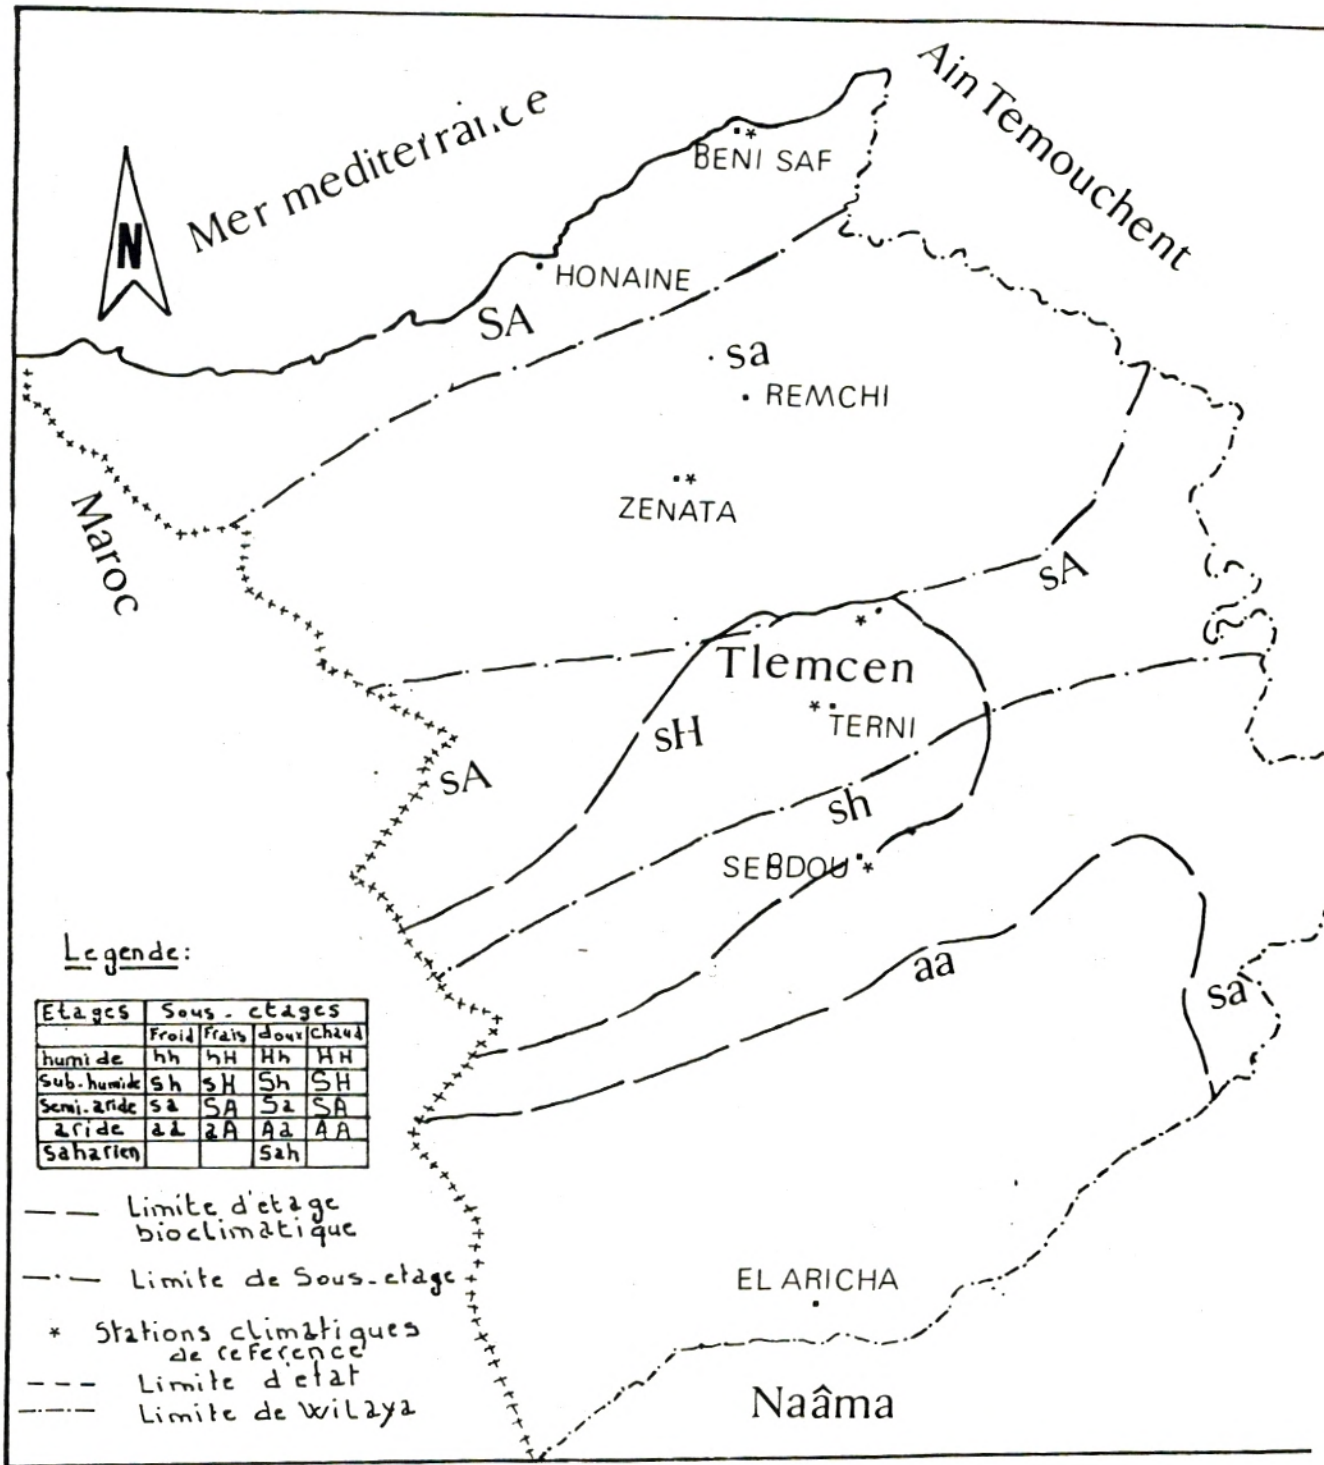 Ain Temouchent
Mer mediterrance
BENI SAF
N
HONAINE
SA
sa
REMCHI
Maroc
ZENATA
sA
Tlemcen
sH
TERNI
sA
sh
SEBDOU
aa
sa
Legende:
Etages Sous-etages
Froid Frais doux Chaud
humide hh hH Hh HH
Sub-humide sh sH Sh SH
Semi-aride sa SA Sa SA
aride aa aA Aa AA
Saharien Sah
Limite d'etage
bioclimatique
Limite de Sous-etage
EL ARICHA
* Stations climatiques
de reference
Limite d'etat
Limite de Wilaya
Naâma